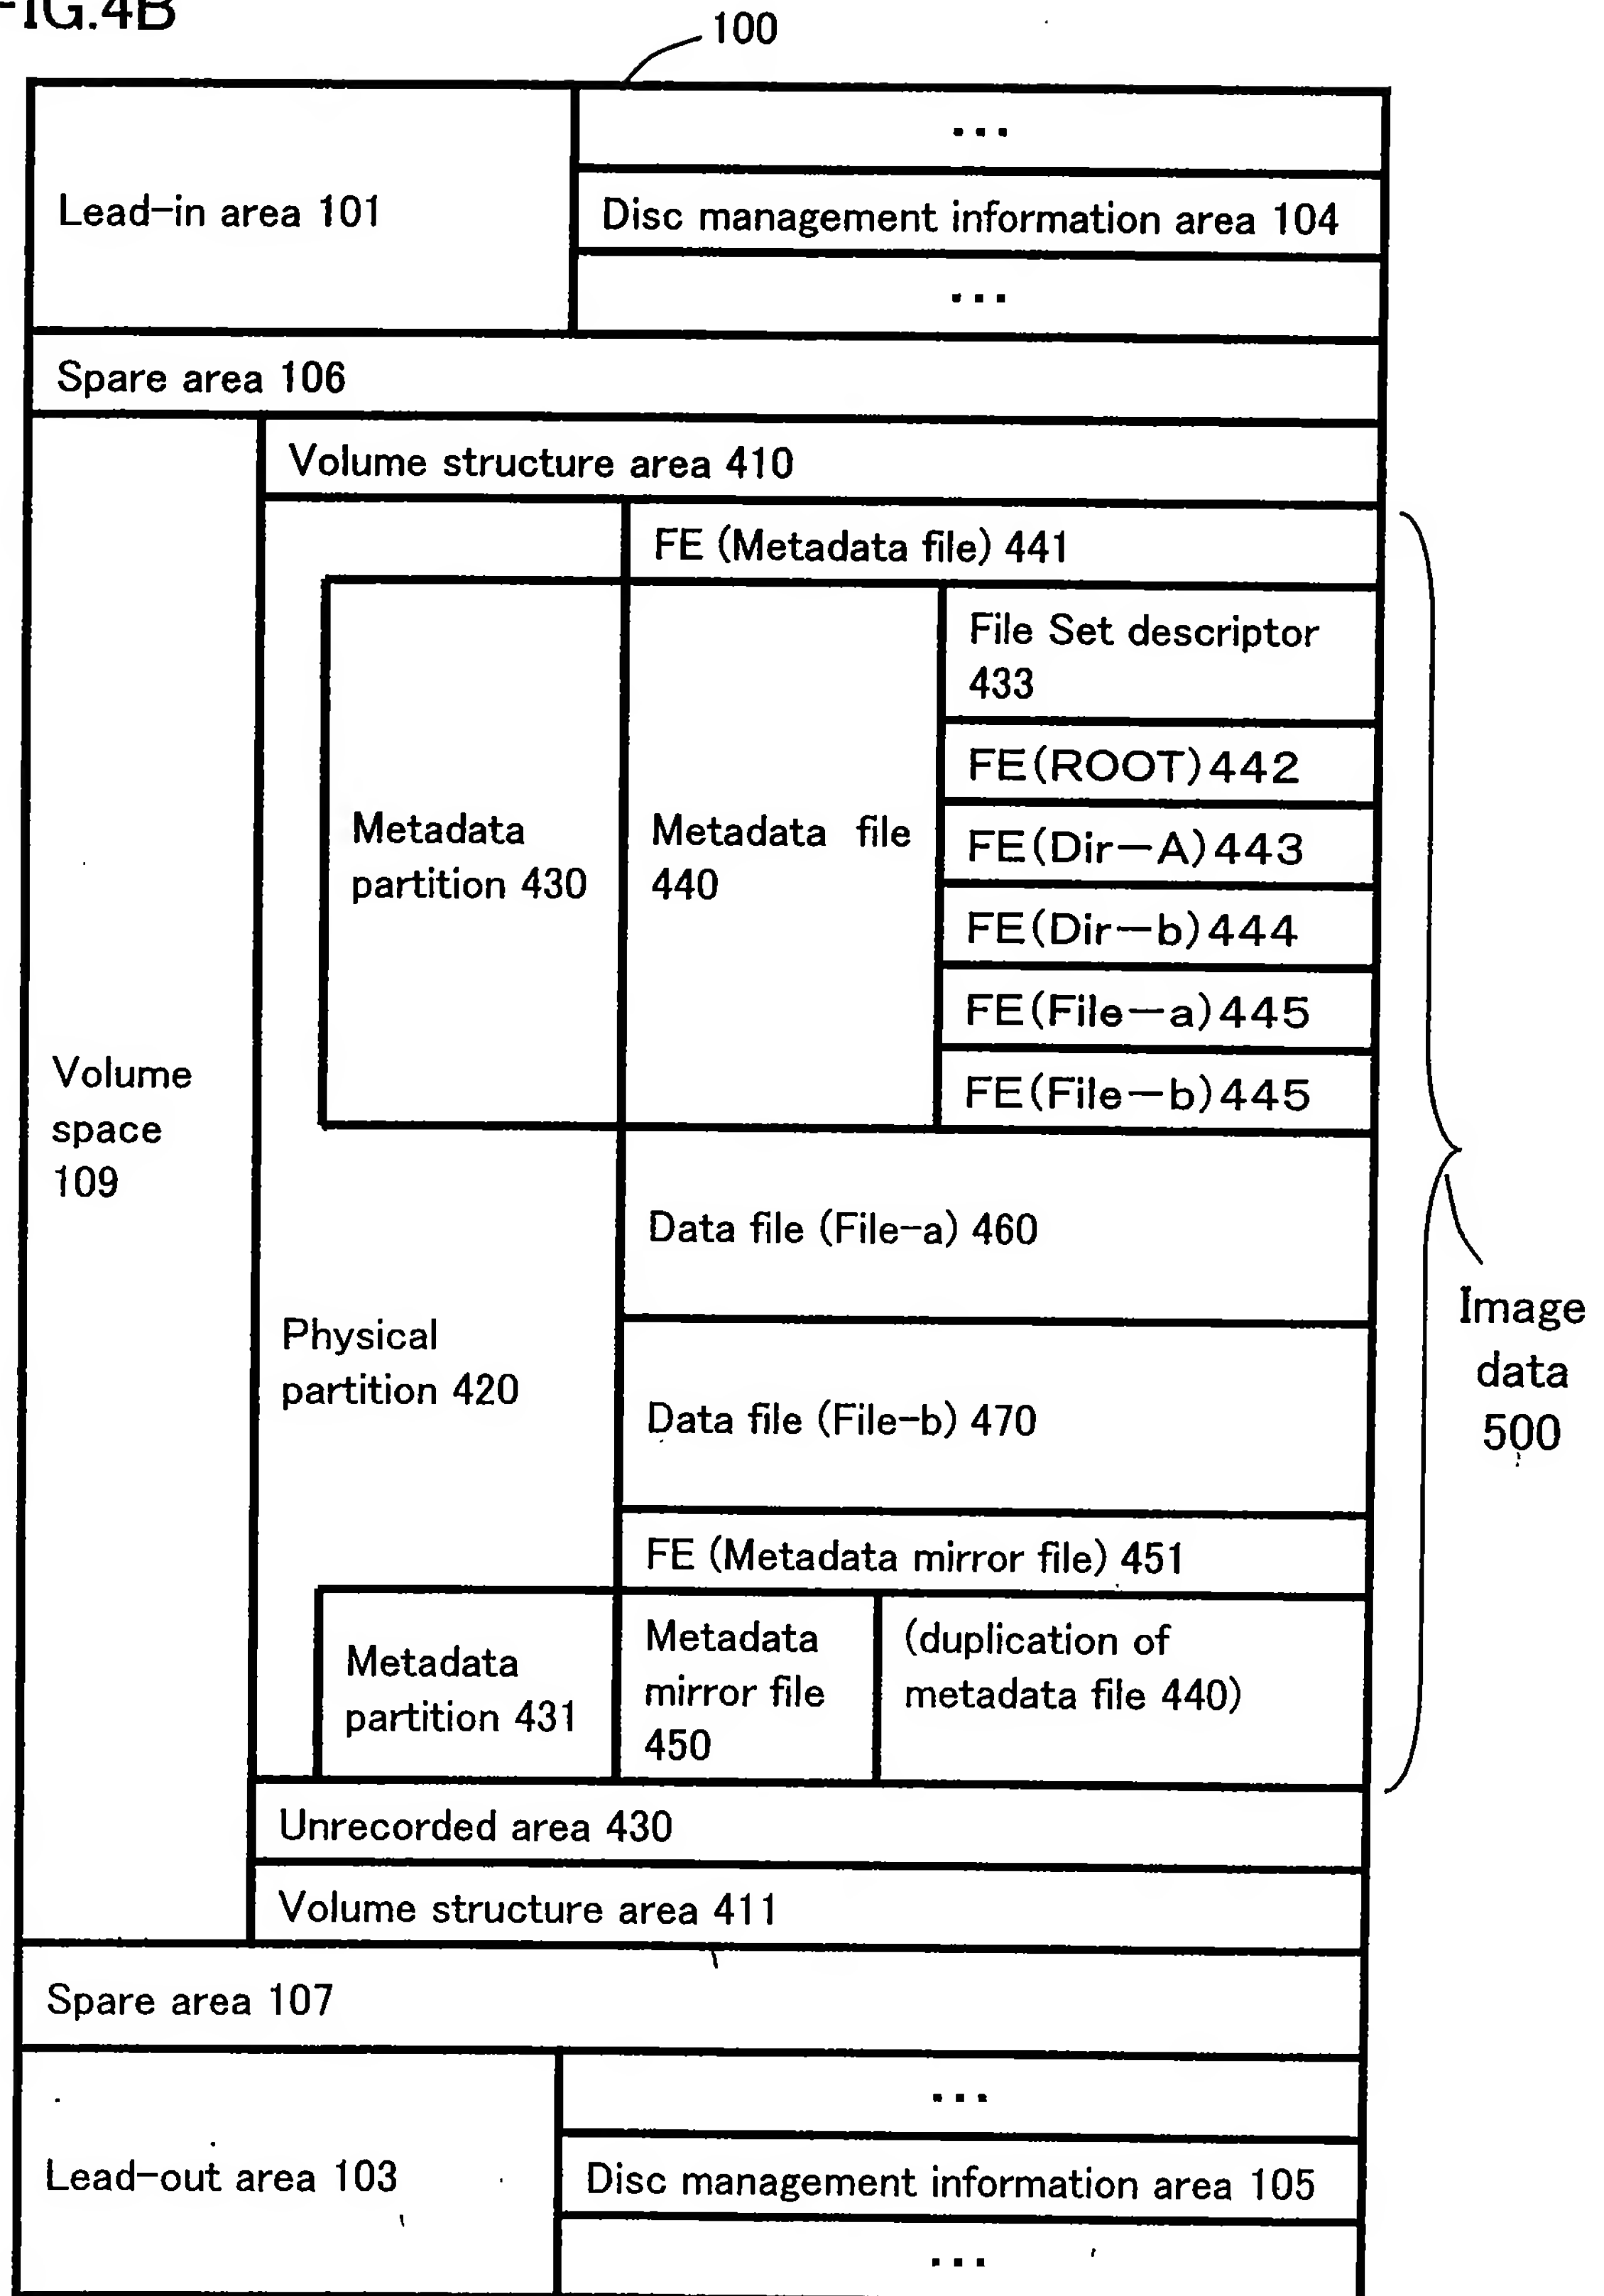 FIG.4B
100
...
Lead-in area 101
Disc management information area 104
...
Spare area 106
Volume structure area 410
FE (Metadata file) 441
File Set descriptor
433
FE(ROOT)442
Metadata
partition 430
Metadata file
440
FE(Dir-A)443
FE(Dir-b)444
FE(File-a)445
FE(File-b)445
Volume
space
109
Data file (File-a) 460
Physical
partition 420
Data file (File-b) 470
Image
data
500
FE (Metadata mirror file) 451
Metadata
partition 431
Metadata
mirror file
450
(duplication of
metadata file 440)
Unrecorded area 430
Volume structure area 411
Spare area 107
...
Lead-out area 103
Disc management information area 105
...